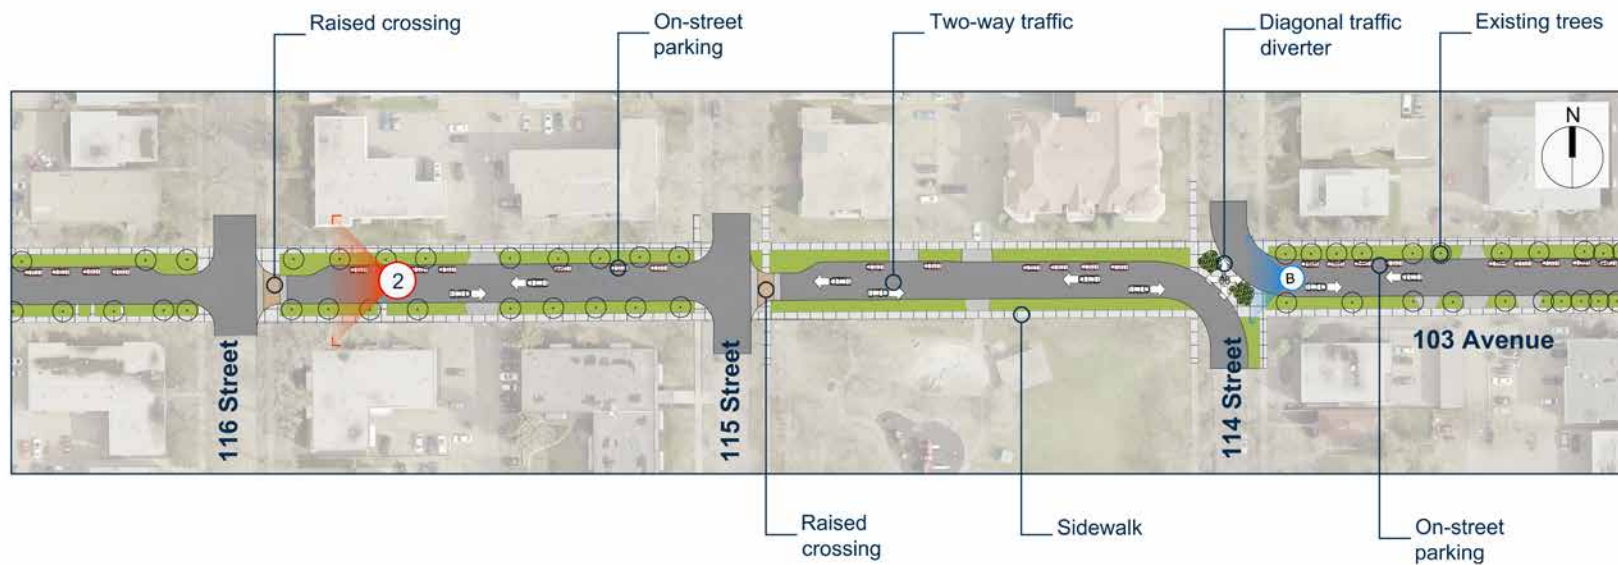 Raised crossing
On-street
parking
Two-way traffic
Diagonal traffic
diverter
Existing trees
N
2
B
103 Avenue
116 Street
115 Street
114 Street
Raised
crossing
Sidewalk
On-street
parking